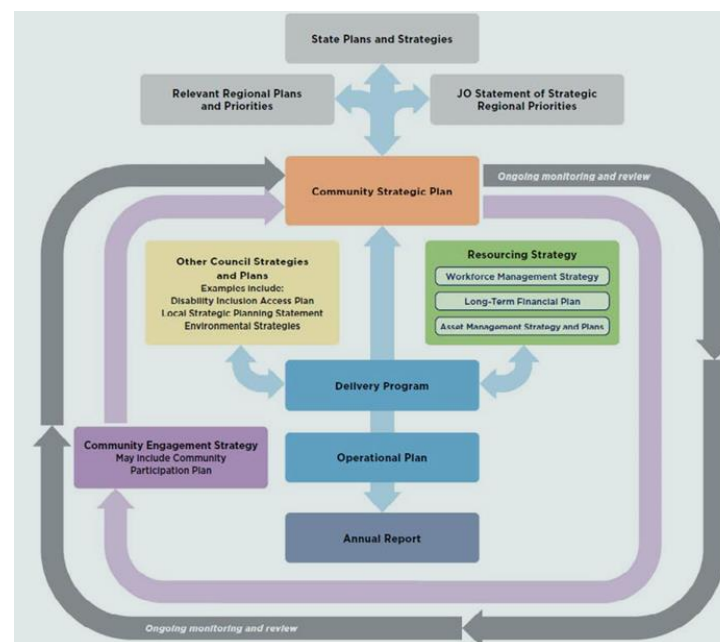 State Plans and Strategies
Relevant Regional Plans
and Priorities
JO Statement of Strategic
Regional Priorities
Community Strategic Plan
Ongoing monitoring and review
Other Council Strategies
and Plans
Examples include:
Disability Inclusion Access Plan
Local Strategic Planning Statement
Environmental Strategies
Resourcing Strategy
Workforce Management Strategy
Long-Term Financial Plan
Asset Management Strategy and Plans
Delivery Program
Community Engagement Strategy
May Include Community
Participation Plan
Operational Plan
Annual Report
Ongoing monitoring and review